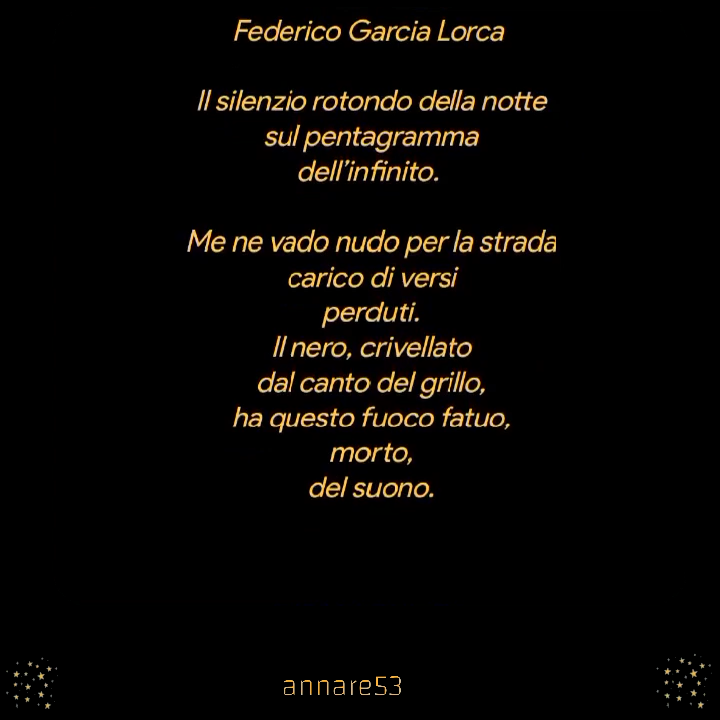 Federico Garcia Lorca
Il silenzio rotondo della notte
sul pentagramma
dell'infinito.
Me ne vado nudo per la strada
carico di versi
perduti.
Il nero, crivellato
dal canto del grillo,
ha questo fuoco fatuo,
morto,
del suono.
annare53